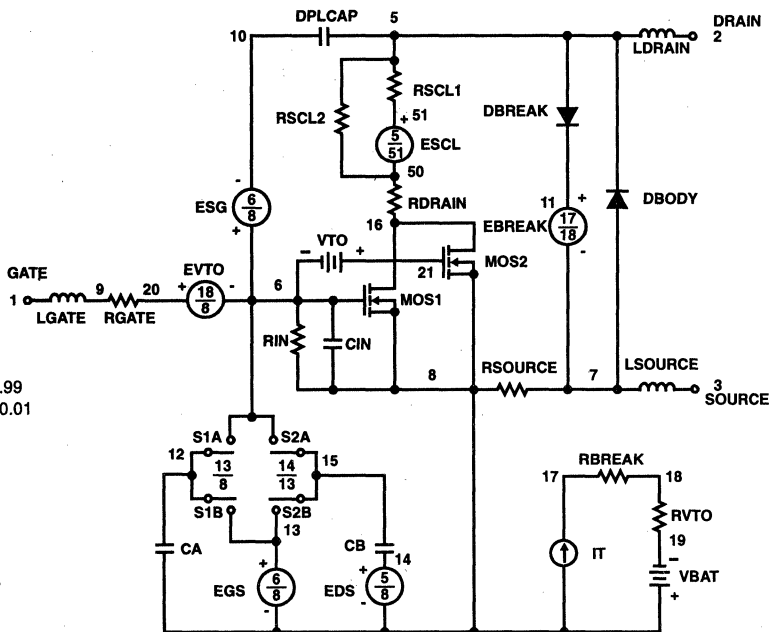 DPLCAP 5 DRAIN
10 2
LDRAIN
RSCL1
RSCL2 + 51 DBREAK
5
51 ESCL
50
- RDRAIN 11 + DBODY
ESG 6
8
+ 16 EBREAK 17
18
VTO
- + MOS2 -
GATE EVTO 21
1 9 20 + 18
8 - 6 MOS1
LGATE RGATE
RIN CIN
.99 8 RSOURCE 7 LSOURCE 3
0.01 SOURCE
S1A S2A
12 13
8 14
13 15 17 RBREAK 18
S1B S2B
13 RVTO
CA + CB 14 19
EGS 6
8 EDS + 5
8 IT - VBAT
- - +